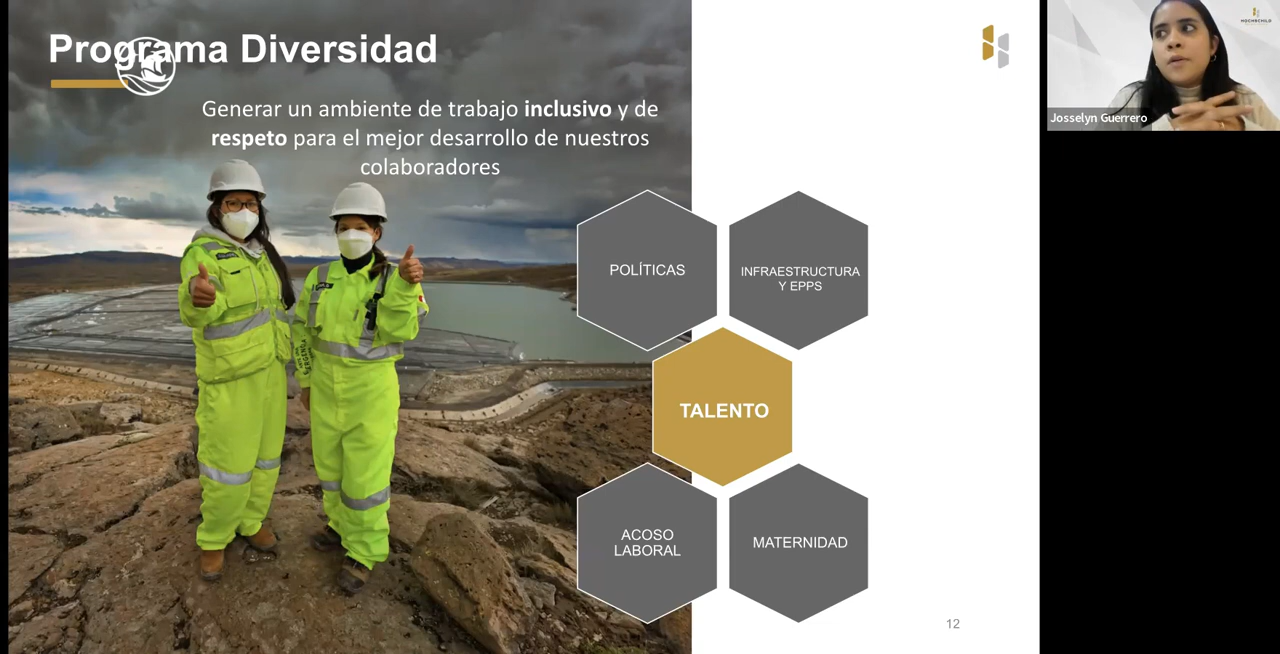 Programa Diversidad
Generar un ambiente de trabajo inclusivo y de
respeto para el mejor desarrollo de nuestros
colaboradores
POLÍTICAS
INFRAESTRUCTURA
Y EPPS
TALENTO
ACOSO
LABORAL
MATERNIDAD
12
HOCHSCHILD
Josselyn Guerrero